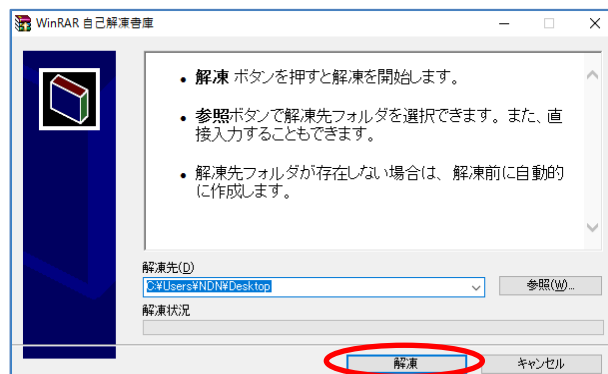 WinRAR 自己解凍書庫
• 解凍 ボタンを押すと解凍を開始します。
• 参照ボタンで解凍先フォルダを選択できます。また、直
接入力することもできます。
• 解凍先フォルダが存在しない場合は、解凍前に自動的
に作成します。
解凍先(D)
C:¥Users¥NDN¥Desktop
参照(W)...
解凍状況
解凍
キャンセル